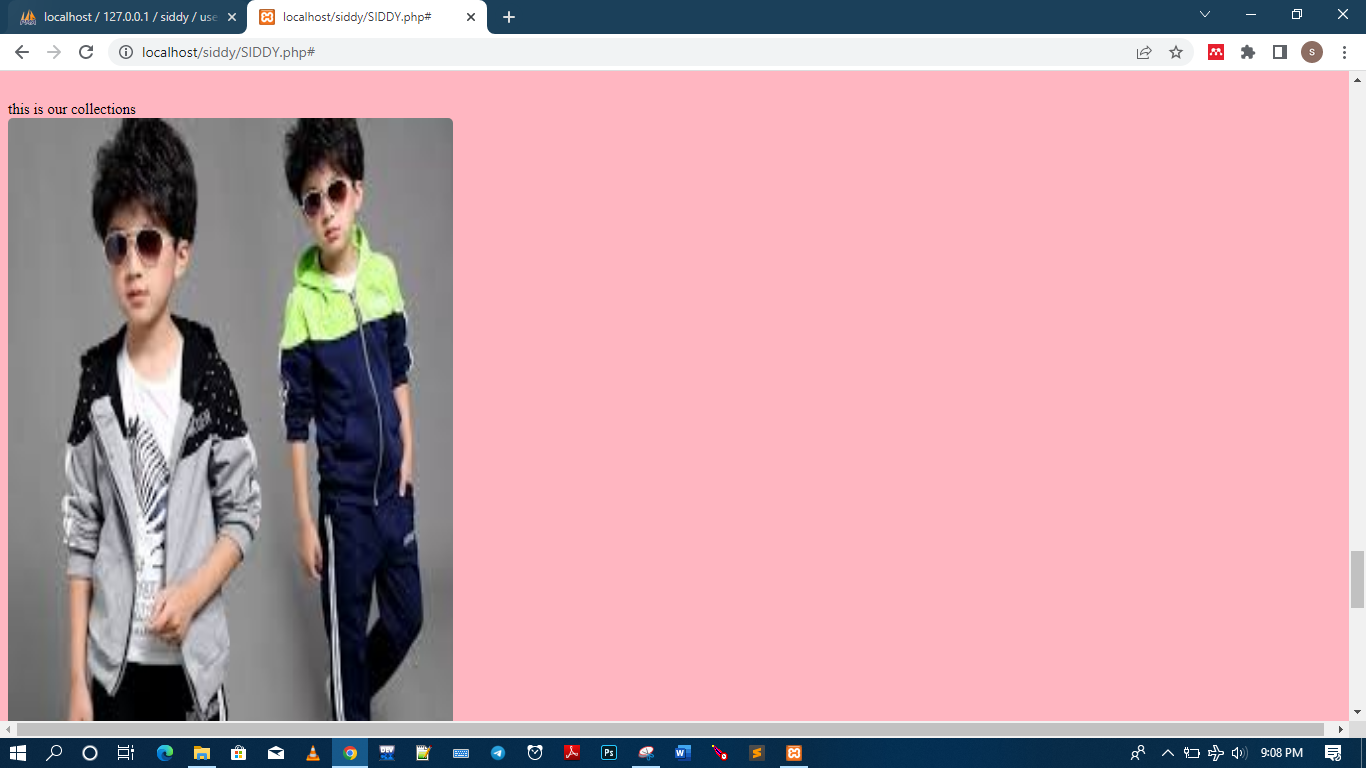 localhost / 127.0.0.1 / siddy / use
localhost/siddy/SIDDY.php#
localhost/siddy/SIDDY.php#
S
this is our collections
9:08 PM